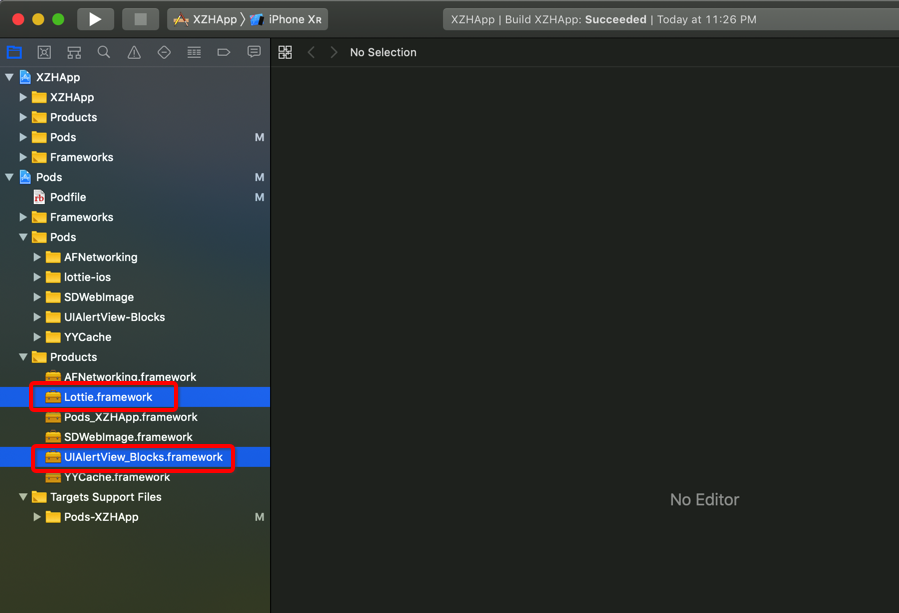 XZHApp 〉 iPhone XR
XZHApp | Build XZHApp: Succeeded | Today at 11:26 PM
No Selection
XZHApp
XZHApp
Products
Pods M
Frameworks
Pods M
rb Podfile M
Frameworks
Pods
AFNetworking
lottie-ios
SDWebImage
UIAlertView-Blocks
YYCache
Products
AFNetworking.framework
Lottie.framework
Pods_XZHApp.framework
SDWebImage.framework
UIAlertView_Blocks.framework
YYCache.framework
Targets Support Files
Pods-XZHApp M
No Editor